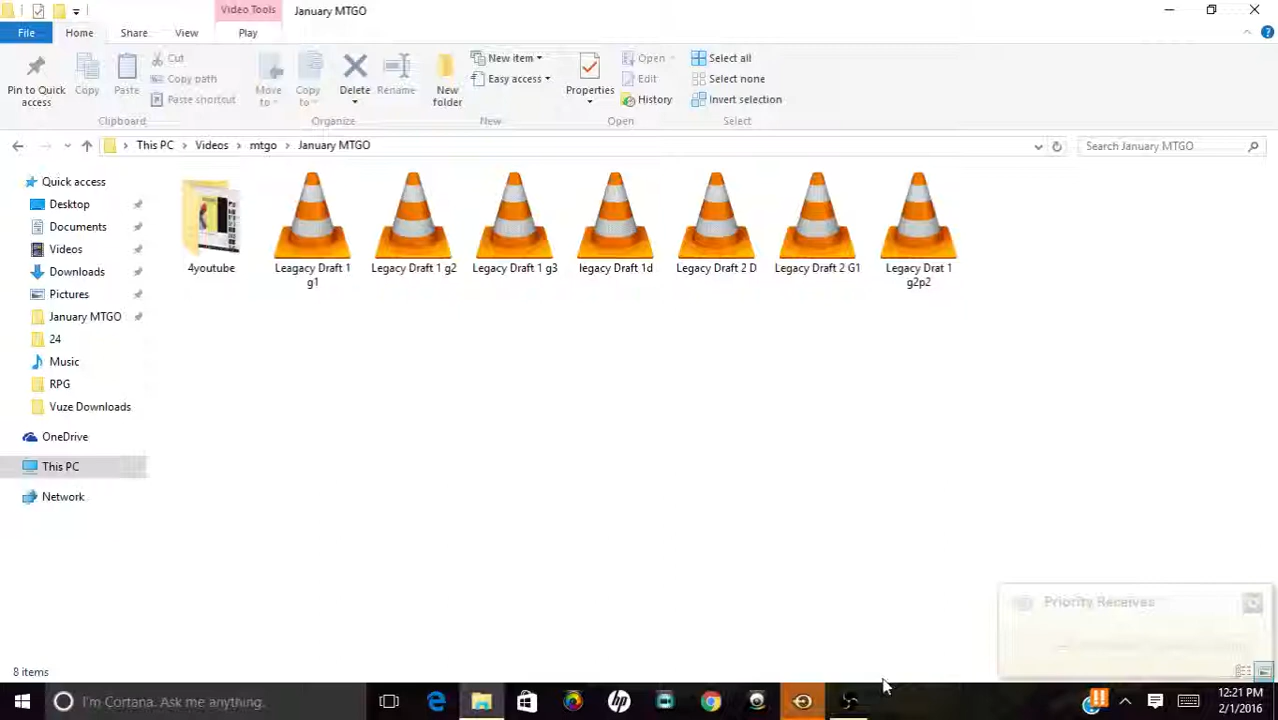 Video Tools
January MTGO
File
Home
Share
View
Play
Pin to Quick access
Copy
Paste
Cut
Copy path
Paste shortcut
Clipboard
Move to
Copy to
Delete
Rename
Organize
New folder
New item
Easy access
New
Properties
Open
Edit
History
Open
Select all
Select none
Invert selection
Select
This PC
Videos
mtgo
January MTGO
Search January MTGO
Quick access
Desktop
Documents
Videos
Downloads
Pictures
January MTGO
24
Music
RPG
Vuze Downloads
OneDrive
This PC
Network
4youtube
Leagacy Draft 1
g1
Legacy Draft 1 g2
Legacy Draft 1 g3
legacy Draft 1d
Legacy Draft 2 D
Legacy Draft 2 G1
Legacy Drat 1
g2p2
Priority Receives
8 items
I'm Cortana. Ask me anything.
hp
12:21 PM
2/1/2016